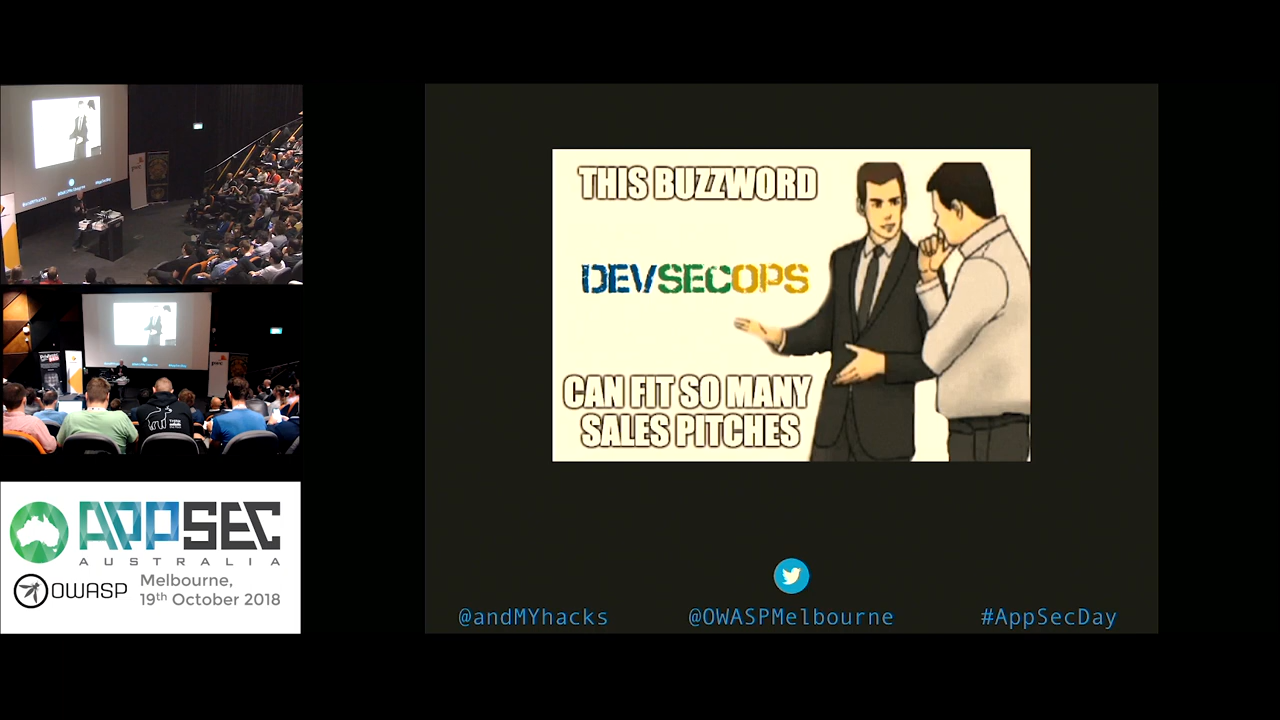 THIS BUZZWORD
DEVSECOPS
CAN FIT SO MANY
SALES PITCHES
@andMYhacks @OWASPMelbourne #AppSecDay
APPSEC
AUSTRALIA
OWASP
Melbourne,
19th October 2018